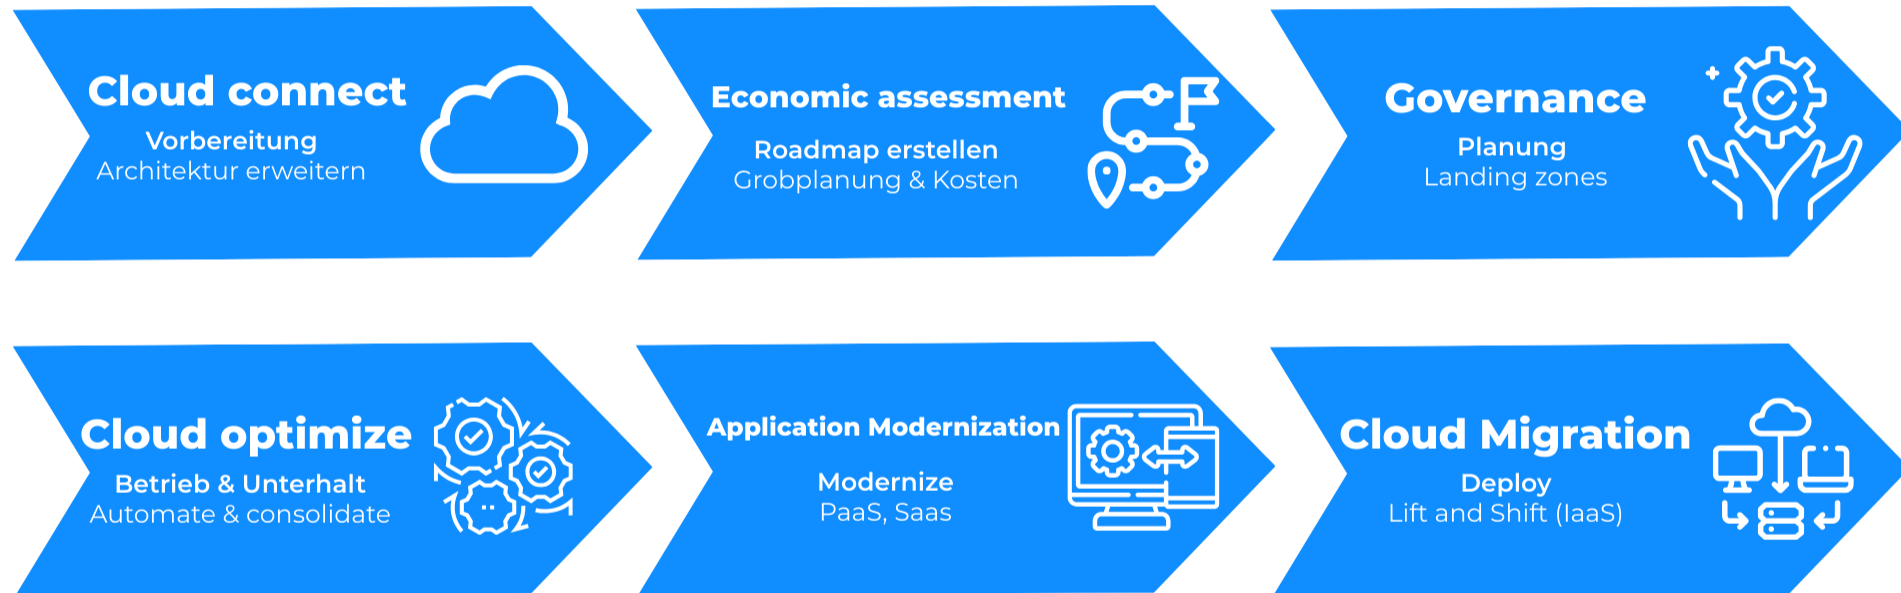 Cloud connect
Vorbereitung
Architektur erweitern
Economic assessment
Roadmap erstellen
Grobplanung & Kosten
Governance
Planung
Landing zones
Cloud optimize
Betrieb & Unterhalt
Automate & consolidate
Application Modernization
Modernize
PaaS, Saas
Cloud Migration
Deploy
Lift and Shift (IaaS)